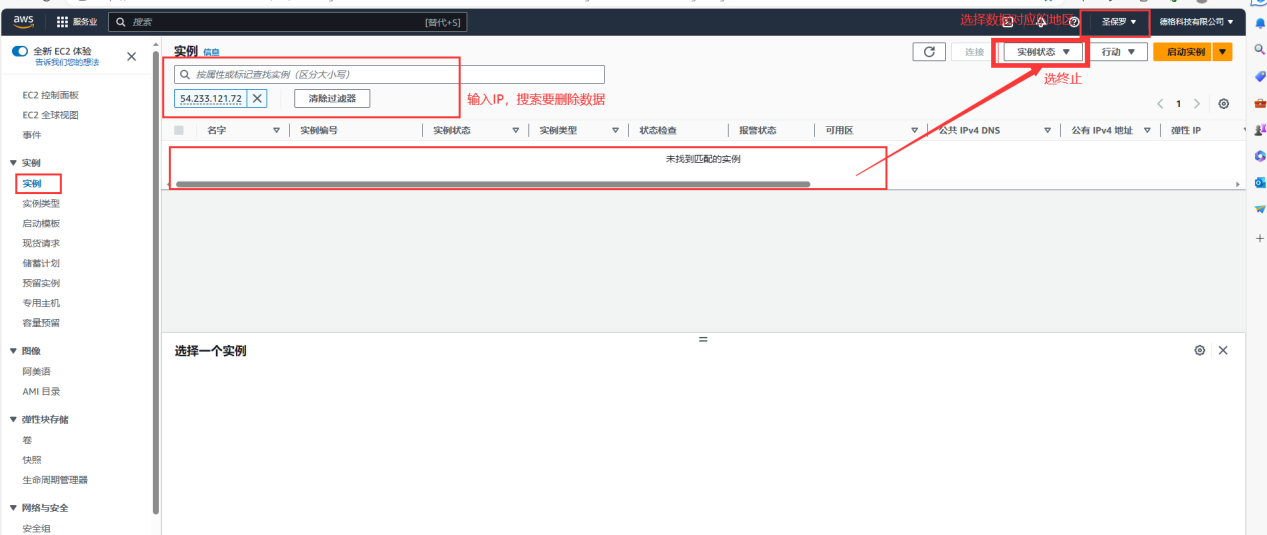 aws
服务业
搜索
[替代+S]
选择数据对应的地区
圣保罗
德格科技有限公司
全新 EC2 体验
告诉我们您的想法
EC2 控制面板
EC2 全球视图
事件
实例
实例
实例类型
启动模板
现货请求
储蓄计划
预留实例
专用主机
容量预留
图像
阿美语
AMI 目录
弹性块存储
卷
快照
生命周期管理器
网络与安全
安全组
实例 信息
连接
实例状态
行动
启动实例
按属性或标记查找实例（区分大小写）
选终止
54.233.121.72
清除过滤器
输入IP，搜索要删除数据
1
名字
实例编号
实例状态
实例类型
状态检查
报警状态
可用区
公共 IPv4 DNS
公有 IPv4 地址
弹性 IP
未找到匹配的实例
选择一个实例